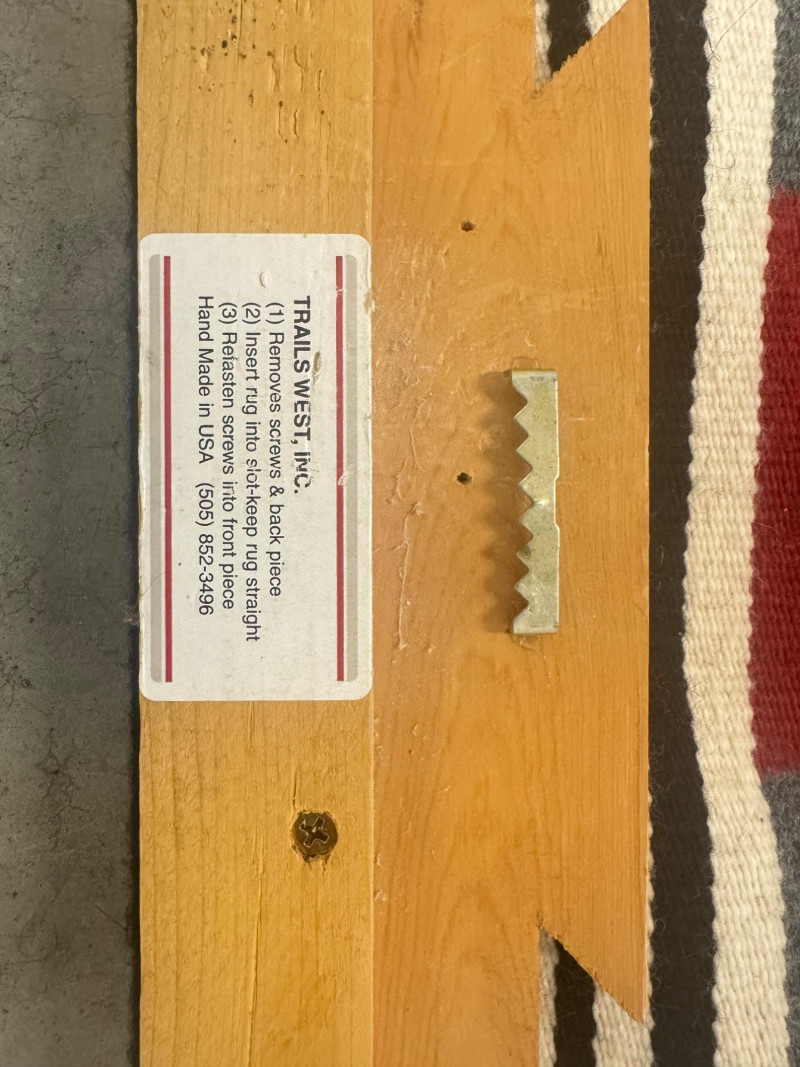 TRAILS WEST, INC.
(1) Removes screws & back piece
(2) Insert rug into slot-keep rug straight
(3) Refasten screws into front piece
Hand Made in USA (505) 852-3496